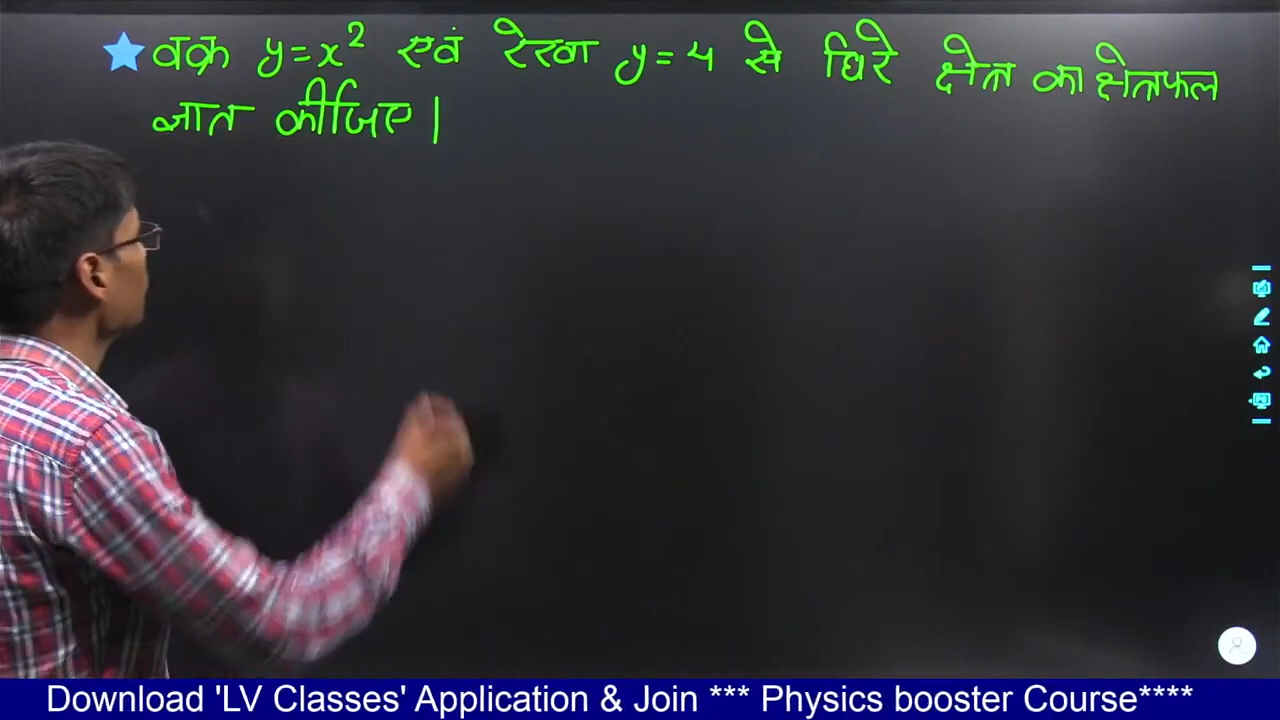 ★ वक्र y=x² एवं रेखा y=4 से घिरे क्षेत्र का क्षेत्रफल
ज्ञात कीजिए।
Download 'LV Classes' Application & Join *** Physics booster Course****